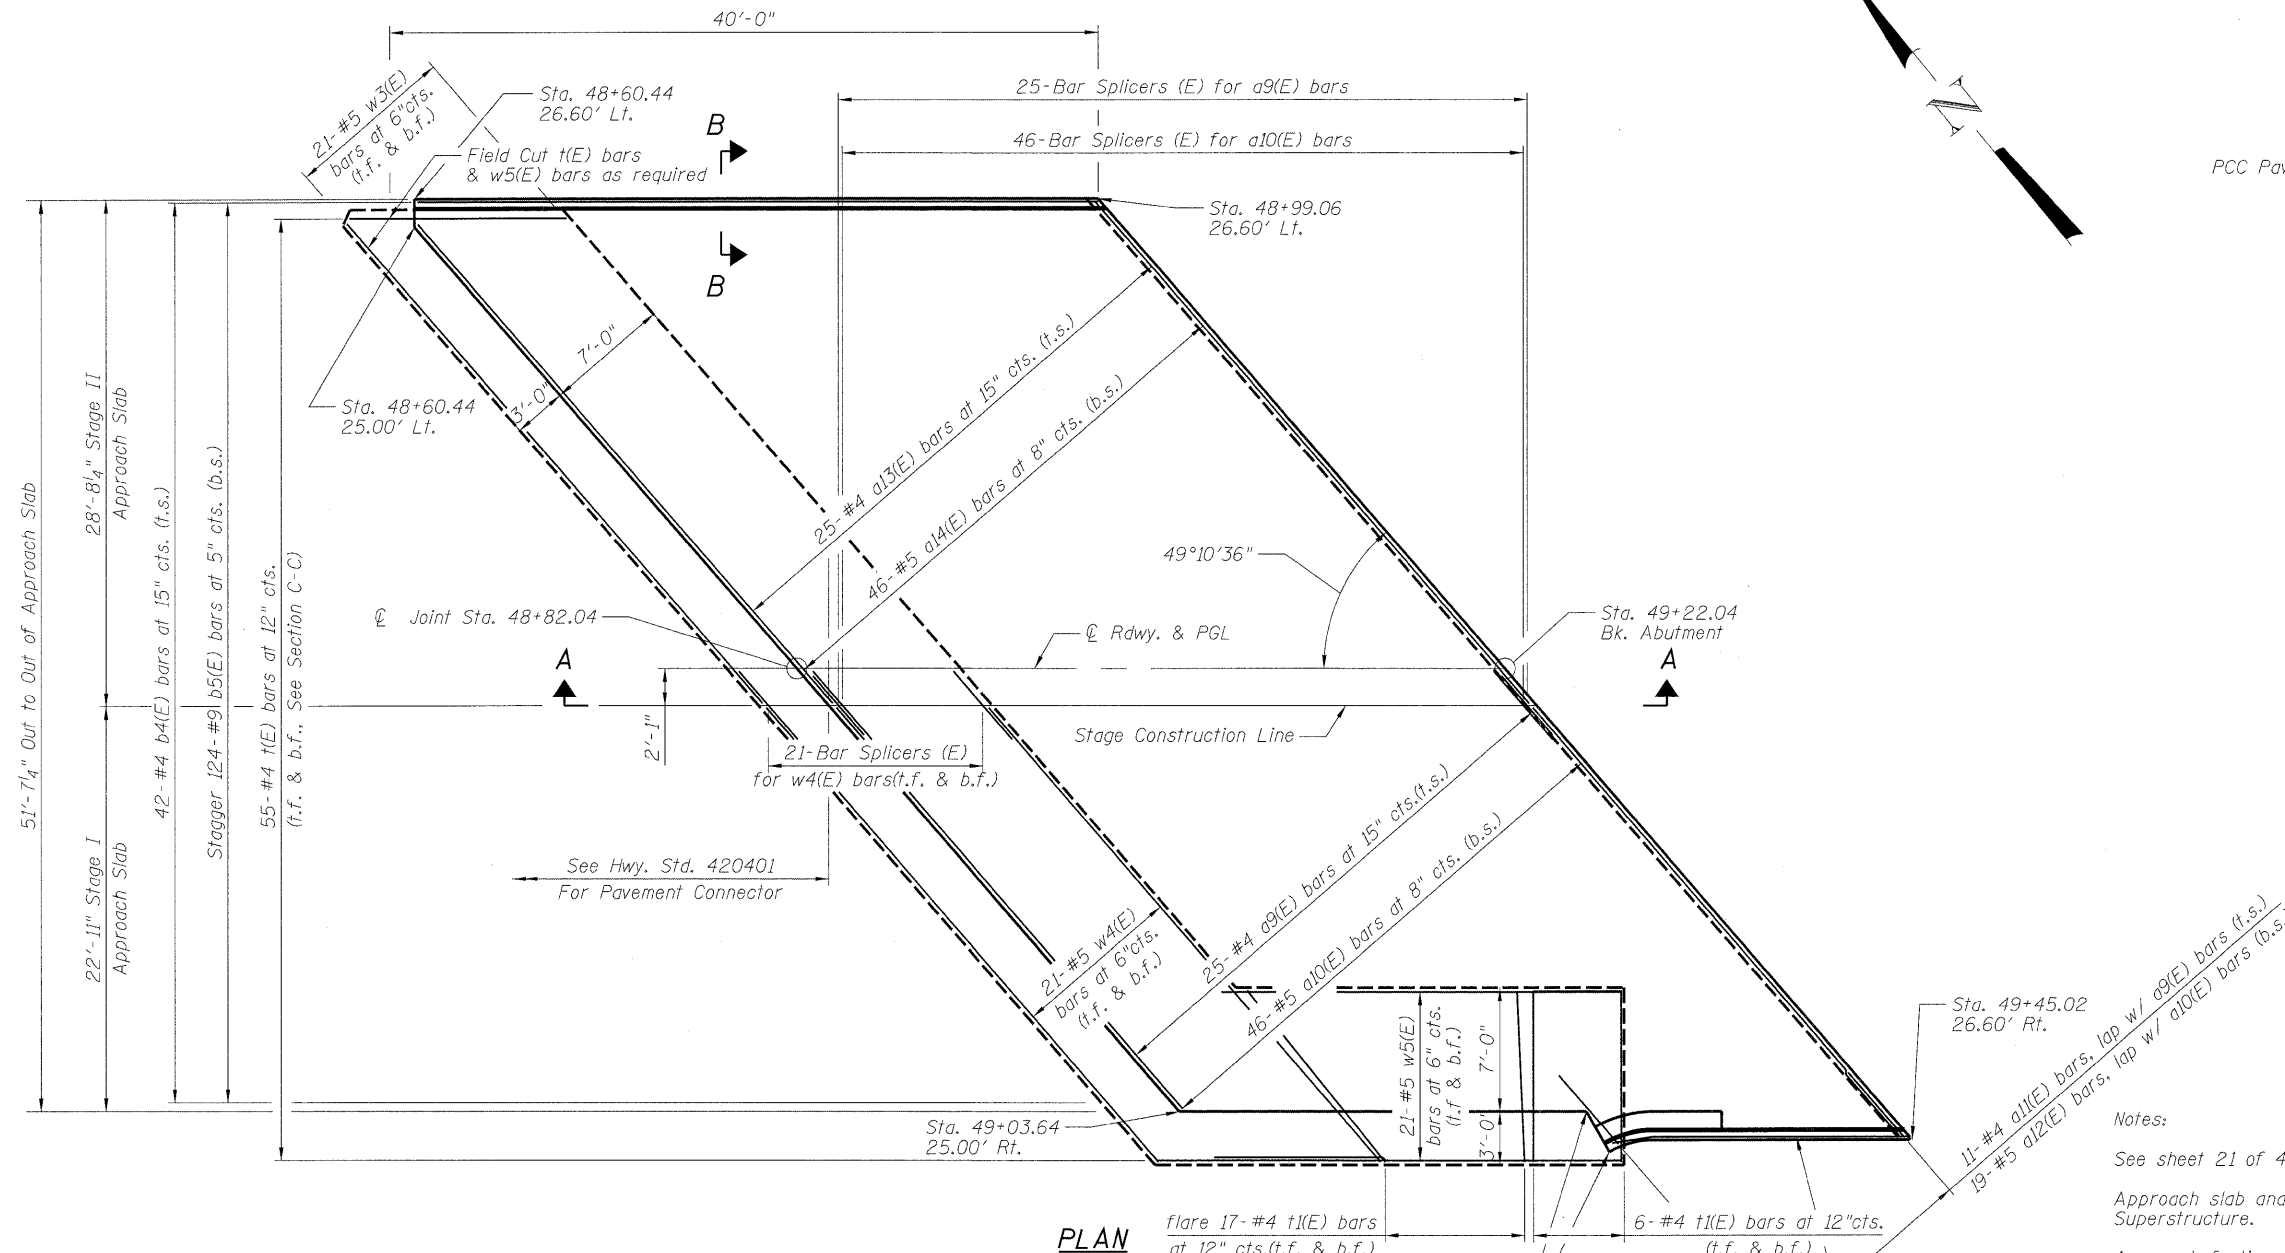 40'-0"
21-#5 w3(E)
bars at 6"cts.
(t.f. & b.f.)
Sta. 48+60.44
26.60' Lt.
Field Cut t(E) bars
& w5(E) bars as required
B
B
25-Bar Splicers (E) for a9(E) bars
46-Bar Splicers (E) for a10(E) bars
Sta. 48+99.06
26.60' Lt.
N
PCC Pav
7'-0"
3'-0"
Sta. 48+60.44
25.00' Lt.
25-#4 a13(E) bars at 15" cts. (t.s.)
46-#5 a14(E) bars at 8" cts. (b.s.)
51'-7¼" Out to Out of Approach Slab
28'-8¼" Stage II
Approach Slab
22'-11" Stage I
Approach Slab
42-#4 b4(E) bars at 15" cts. (t.s.)
Stagger 124-#9 b5(E) bars at 5" cts. (b.s.)
55-#4 t(E) bars at 12" cts.
(t.f. & b.f., See Section C-C)
49°10'36"
℄ Joint Sta. 48+82.04
℄ Rdwy. & PGL
Sta. 49+22.04
Bk. Abutment
A
A
2'-1"
Stage Construction Line
21-Bar Splicers (E)
for w4(E) bars(t.f. & b.f.)
See Hwy. Std. 420401
For Pavement Connector
21-#5 w4(E)
bars at 6"cts.
(t.f. & b.f.)
25-#4 a9(E) bars at 15" cts.(t.s.)
46-#5 a10(E) bars at 8" cts. (b.s.)
21-#5 w5(E)
bars at 6" cts.
(t.f & b.f.)
7'-0"
3'-0"
Sta. 49+45.02
26.60' Rt.
11-#4 a11(E) bars, lap w/ a9(E) bars (t.s.)
19-#5 a12(E) bars, lap w/ a10(E) bars (b.s.
Sta. 49+03.64
25.00' Rt.
Notes:
See sheet 21 of 4
Approach slab and
Superstructure.
PLAN
flare 17-#4 t1(E) bars
at 12" cts.(t.f. & b.f.)
6-#4 t1(E) bars at 12"cts.
(t.f. & b.f.)